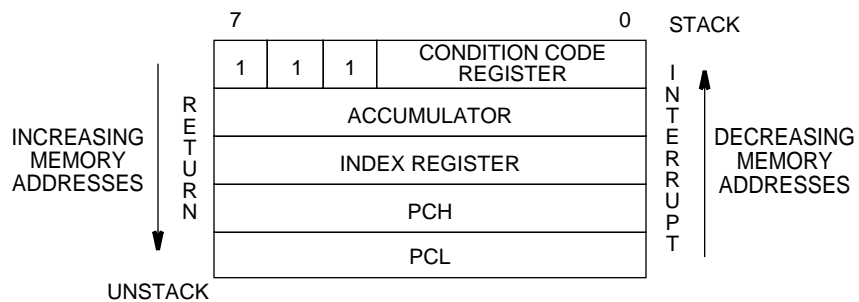 7 0 STACK
1 1 1 CONDITION CODE
REGISTER
ACCUMULATOR
INDEX REGISTER
PCH
PCL
RETURN
INTERRUPT
INCREASING
MEMORY
ADDRESSES
DECREASING
MEMORY
ADDRESSES
UNSTACK